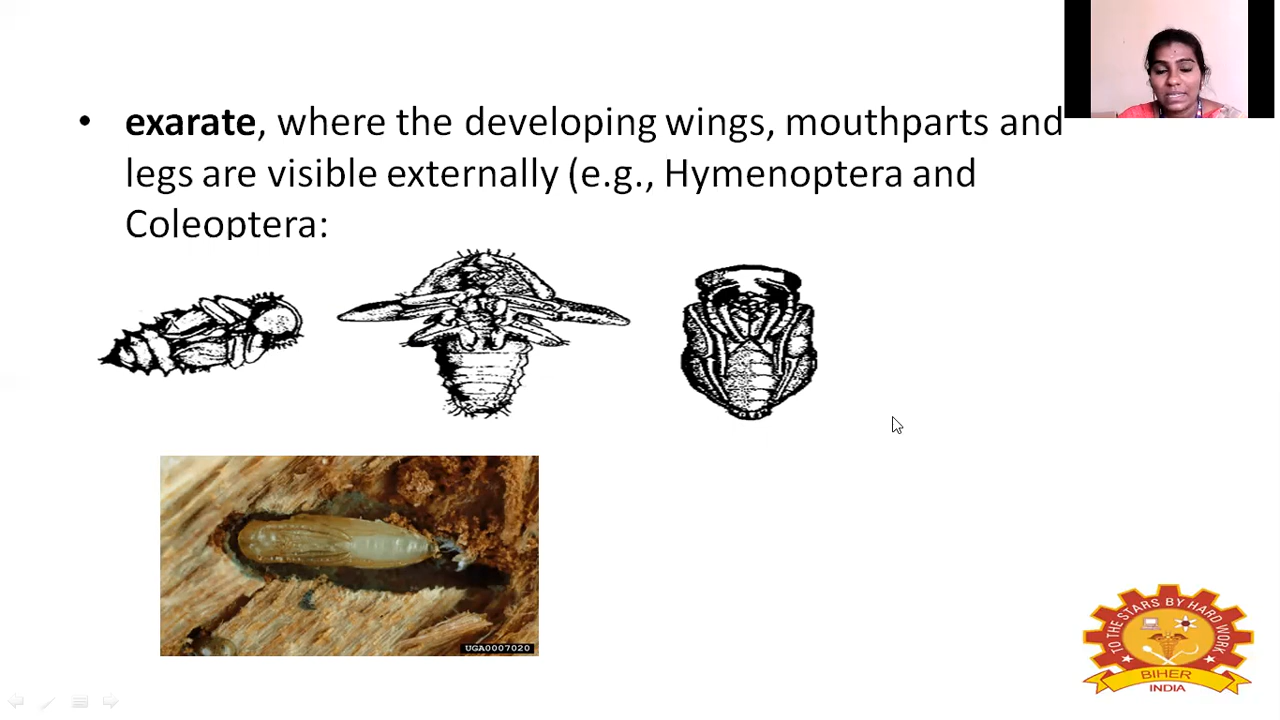 • exarate, where the developing wings, mouthparts and
legs are visible externally (e.g., Hymenoptera and
Coleoptera:
UGA0007020
TO THE STARS BY HARD WORK
BIHER
INDIA